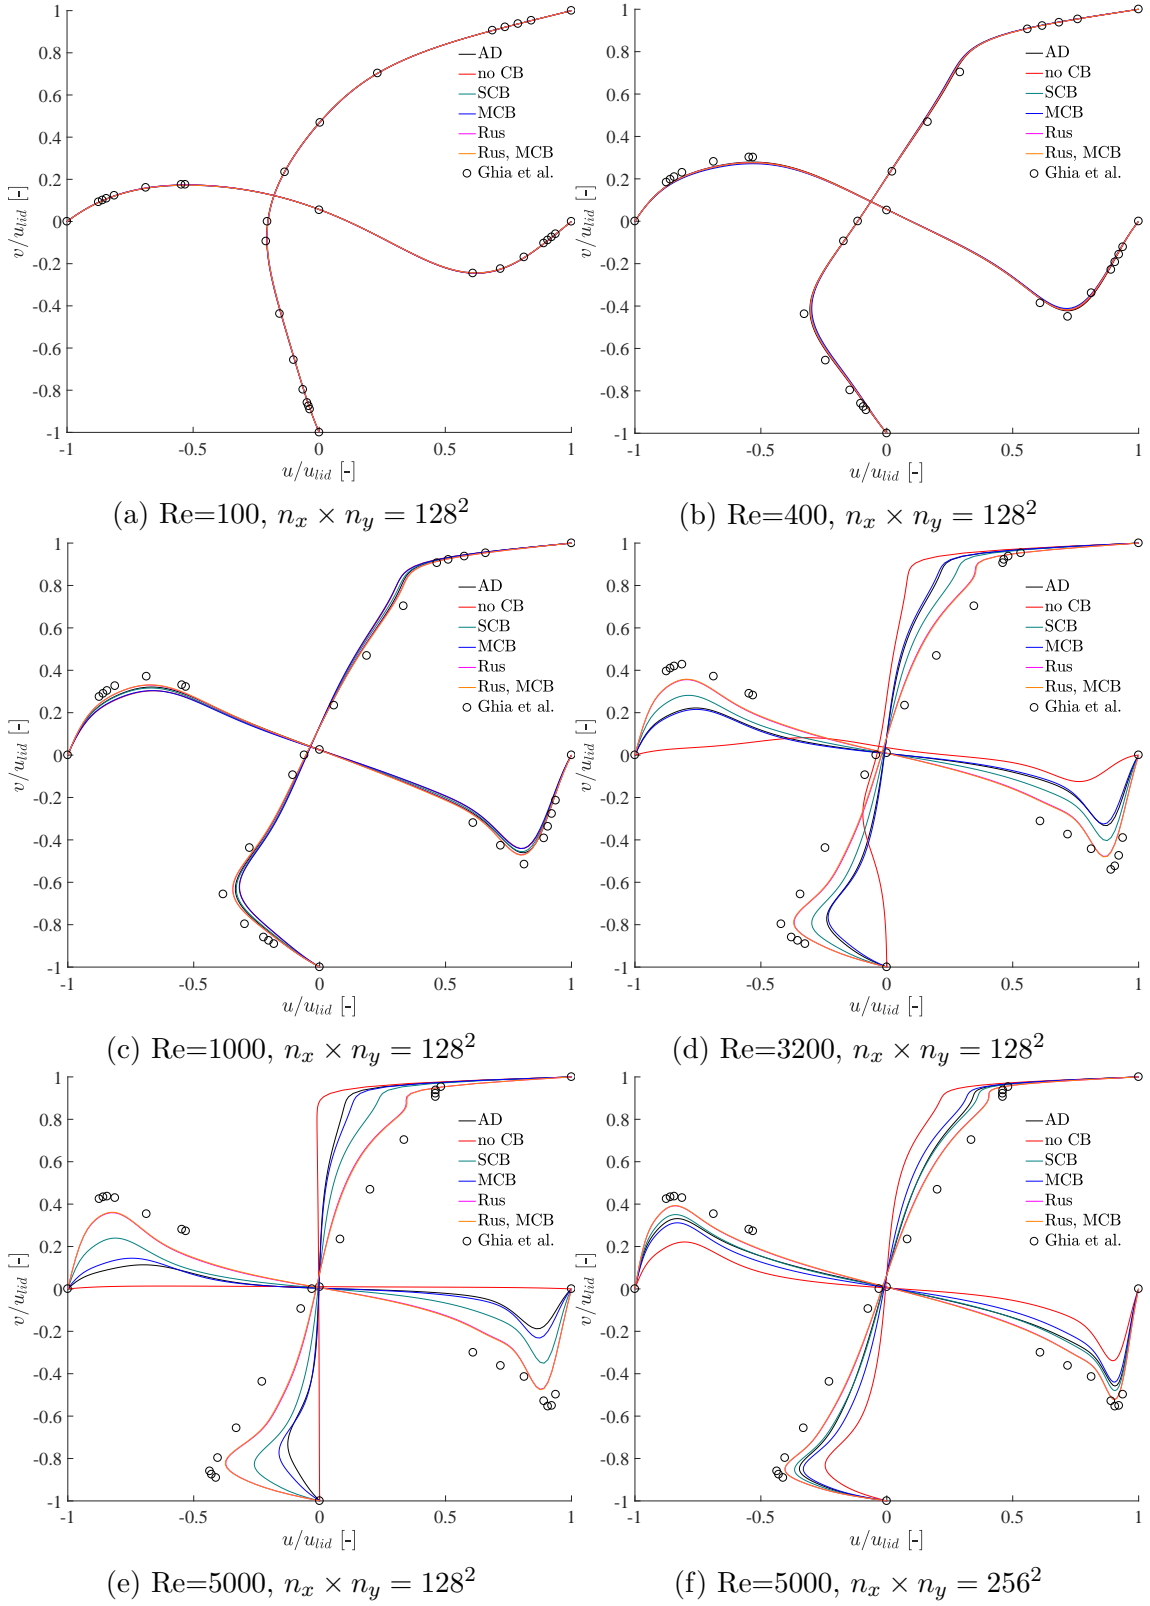 1
0.8
0.6
0.4
0.2
0
-0.2
-0.4
-0.6
-0.8
-1
v/u_lid [-]
-1 -0.5 0 0.5 1
u/u_lid [-]
AD
no CB
SCB
MCB
Rus
Rus, MCB
Ghia et al.
(a) Re=100, n_x × n_y = 128²
1
0.8
0.6
0.4
0.2
0
-0.2
-0.4
-0.6
-0.8
-1
v/u_lid [-]
-1 -0.5 0 0.5 1
u/u_lid [-]
AD
no CB
SCB
MCB
Rus
Rus, MCB
Ghia et al.
(b) Re=400, n_x × n_y = 128²
1
0.8
0.6
0.4
0.2
0
-0.2
-0.4
-0.6
-0.8
-1
v/u_lid [-]
-1 -0.5 0 0.5 1
u/u_lid [-]
AD
no CB
SCB
MCB
Rus
Rus, MCB
Ghia et al.
(c) Re=1000, n_x × n_y = 128²
1
0.8
0.6
0.4
0.2
0
-0.2
-0.4
-0.6
-0.8
-1
v/u_lid [-]
-1 -0.5 0 0.5 1
u/u_lid [-]
AD
no CB
SCB
MCB
Rus
Rus, MCB
Ghia et al.
(d) Re=3200, n_x × n_y = 128²
1
0.8
0.6
0.4
0.2
0
-0.2
-0.4
-0.6
-0.8
-1
v/u_lid [-]
-1 -0.5 0 0.5 1
u/u_lid [-]
AD
no CB
SCB
MCB
Rus
Rus, MCB
Ghia et al.
(e) Re=5000, n_x × n_y = 128²
1
0.8
0.6
0.4
0.2
0
-0.2
-0.4
-0.6
-0.8
-1
v/u_lid [-]
-1 -0.5 0 0.5 1
u/u_lid [-]
AD
no CB
SCB
MCB
Rus
Rus, MCB
Ghia et al.
(f) Re=5000, n_x × n_y = 256²